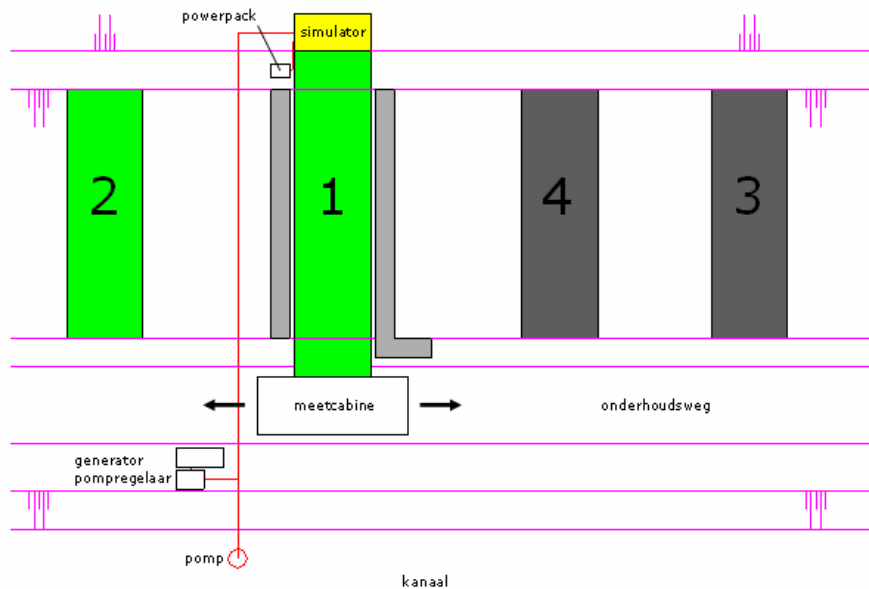 powerpack
simulator
2
1
4
3
meetcabine
onderhoudsweg
generator
pompregelaar
pomp
kanaal